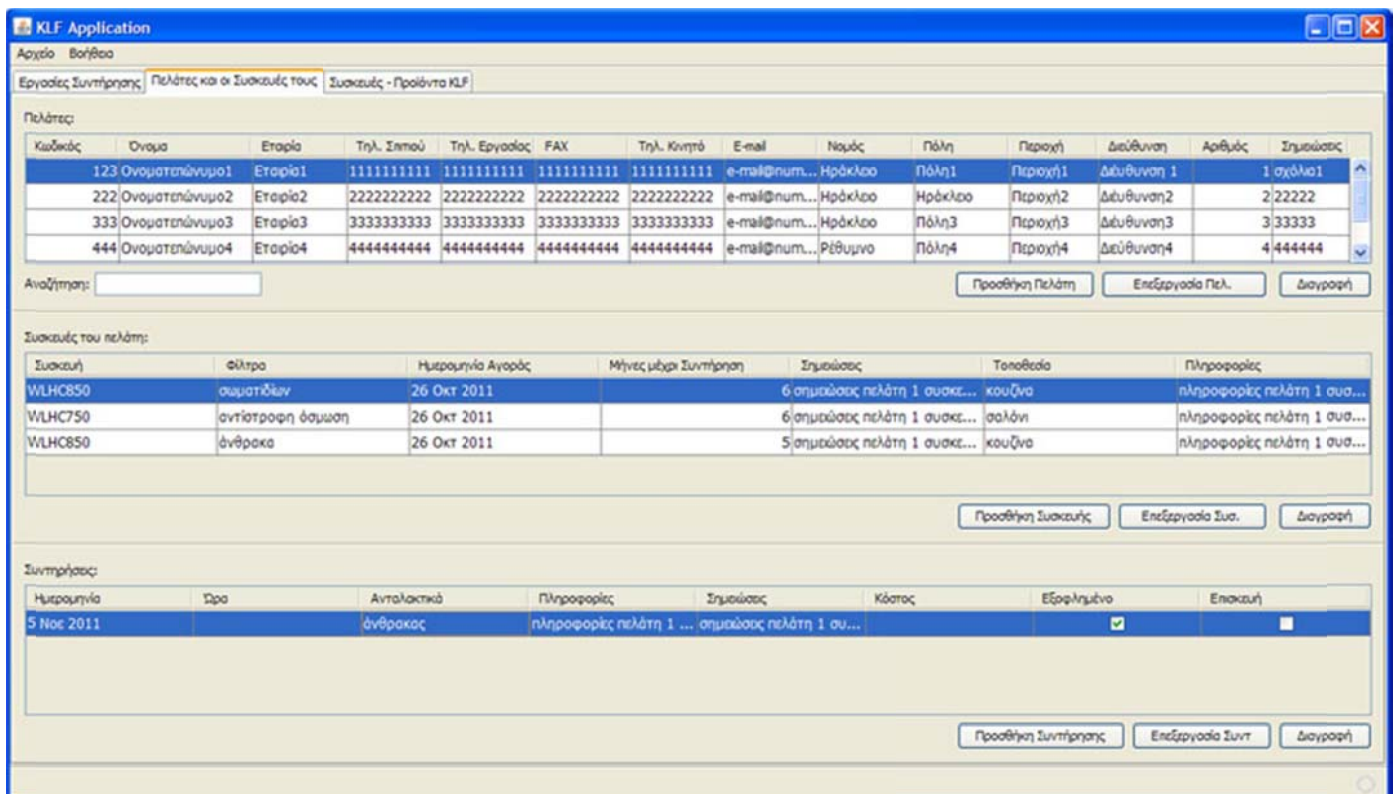 KLF Application
Αρχείο Βοήθεια
Εργασίες Συντήρησης Πελάτες και οι Συσκευές τους Συσκευές - Προϊόντα KLF
Πελάτες:
Κωδικός Όνομα Εταιρία Τηλ. Σπιτιού Τηλ. Εργασίας FAX Τηλ. Κινητό E-mail Νομός Πόλη Περιοχή Διεύθυνση Αριθμός Σημειώσεις
123 Ονοματεπώνυμο1 Εταιρία1 1111111111 1111111111 1111111111 1111111111 e-mail@num... Ηράκλειο Πόλη1 Περιοχή1 Διεύθυνση 1 1 σχόλια1
222 Ονοματεπώνυμο2 Εταιρία2 2222222222 2222222222 2222222222 2222222222 e-mail@num... Ηράκλειο Ηράκλειο Περιοχή2 Διεύθυνση2 2 22222
333 Ονοματεπώνυμο3 Εταιρία3 3333333333 3333333333 3333333333 3333333333 e-mail@num... Ηράκλειο Πόλη3 Περιοχή3 Διεύθυνση3 3 33333
444 Ονοματεπώνυμο4 Εταιρία4 4444444444 4444444444 4444444444 4444444444 e-mail@num... Ρέθυμνο Πόλη4 Περιοχή4 Διεύθυνση4 4 444444
Αναζήτηση: Προσθήκη Πελάτη Επεξεργασία Πελ. Διαγραφή
Συσκευές του πελάτη:
Συσκευή Φίλτρα Ημερομηνία Αγοράς Μήνες μέχρι Συντήρηση Σημειώσεις Τοποθεσία Πληροφορίες
WLHC850 σωματιδίων 26 Οκτ 2011 6 σημειώσεις πελάτη 1 συσκε... κουζίνα πληροφορίες πελάτη 1 συσ...
WLHC750 αντίστροφη όσμωση 26 Οκτ 2011 6 σημειώσεις πελάτη 1 συσκε... σαλόνι πληροφορίες πελάτη 1 συσ...
WLHC850 άνθρακα 26 Οκτ 2011 5 σημειώσεις πελάτη 1 συσκε... κουζίνα πληροφορίες πελάτη 1 συσ...
Προσθήκη Συσκευής Επεξεργασία Συσ. Διαγραφή
Συντηρήσεις:
Ημερομηνία Ώρα Ανταλακτικά Πληροφορίες Σημειώσεις Κόστος Εξοφλημένο Επισκευή
5 Νοε 2011 άνθρακας πληροφορίες πελάτη 1 ... σημειώσεις πελάτη 1 συ...
Προσθήκη Συντήρησης Επεξεργασία Συντ Διαγραφή